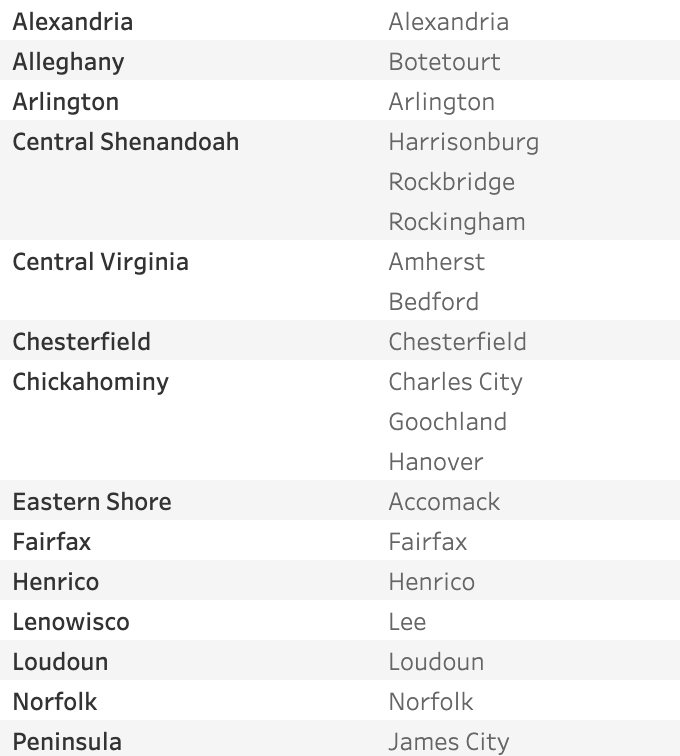 Alexandria Alexandria
Alleghany Botetourt
Arlington Arlington
Central Shenandoah Harrisonburg
Rockbridge
Rockingham
Central Virginia Amherst
Bedford
Chesterfield Chesterfield
Chickahominy Charles City
Goochland
Hanover
Eastern Shore Accomack
Fairfax Fairfax
Henrico Henrico
Lenowisco Lee
Loudoun Loudoun
Norfolk Norfolk
Peninsula James City